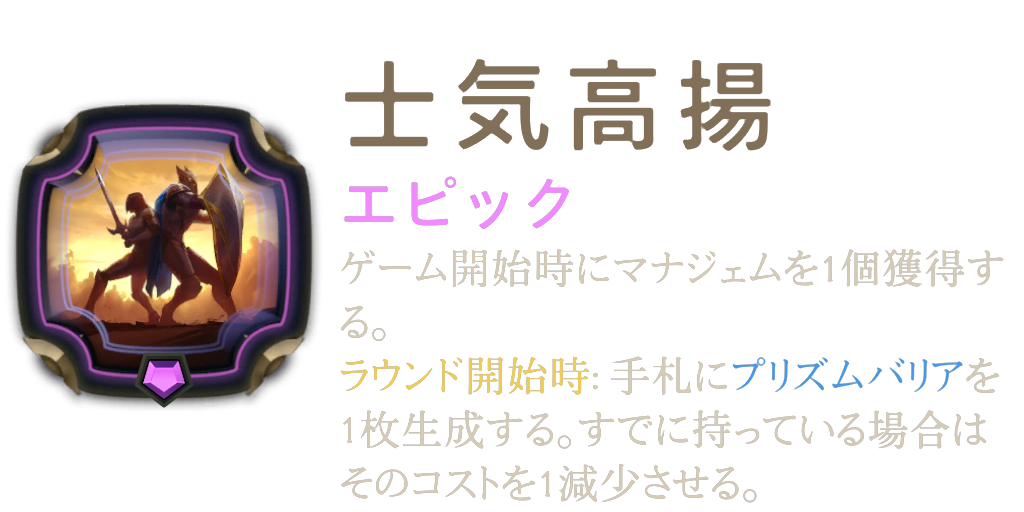 士気高揚
エピック
ゲーム開始時にマナジェムを1個獲得す
る。
ラウンド開始時: 手札にプリズムバリアを
1枚生成する。すでに持っている場合は
そのコストを1減少させる。